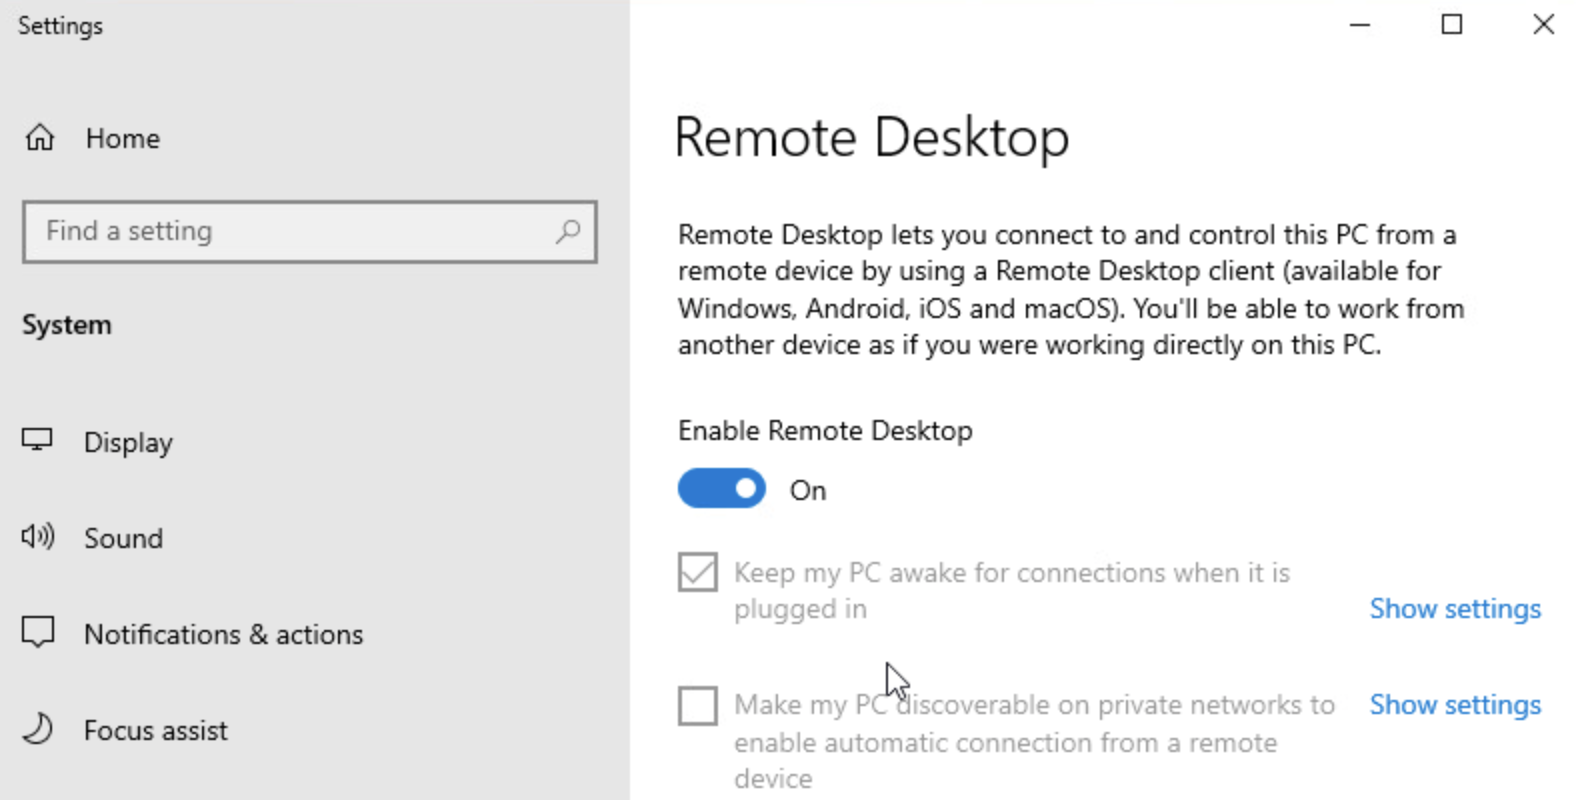 Settings
Home
Find a setting
System
Display
Sound
Notifications & actions
Focus assist
Remote Desktop
Remote Desktop lets you connect to and control this PC from a
remote device by using a Remote Desktop client (available for
Windows, Android, iOS and macOS). You'll be able to work from
another device as if you were working directly on this PC.
Enable Remote Desktop
On
Keep my PC awake for connections when it is
plugged in
Show settings
Make my PC discoverable on private networks to
Show settings
enable automatic connection from a remote
device